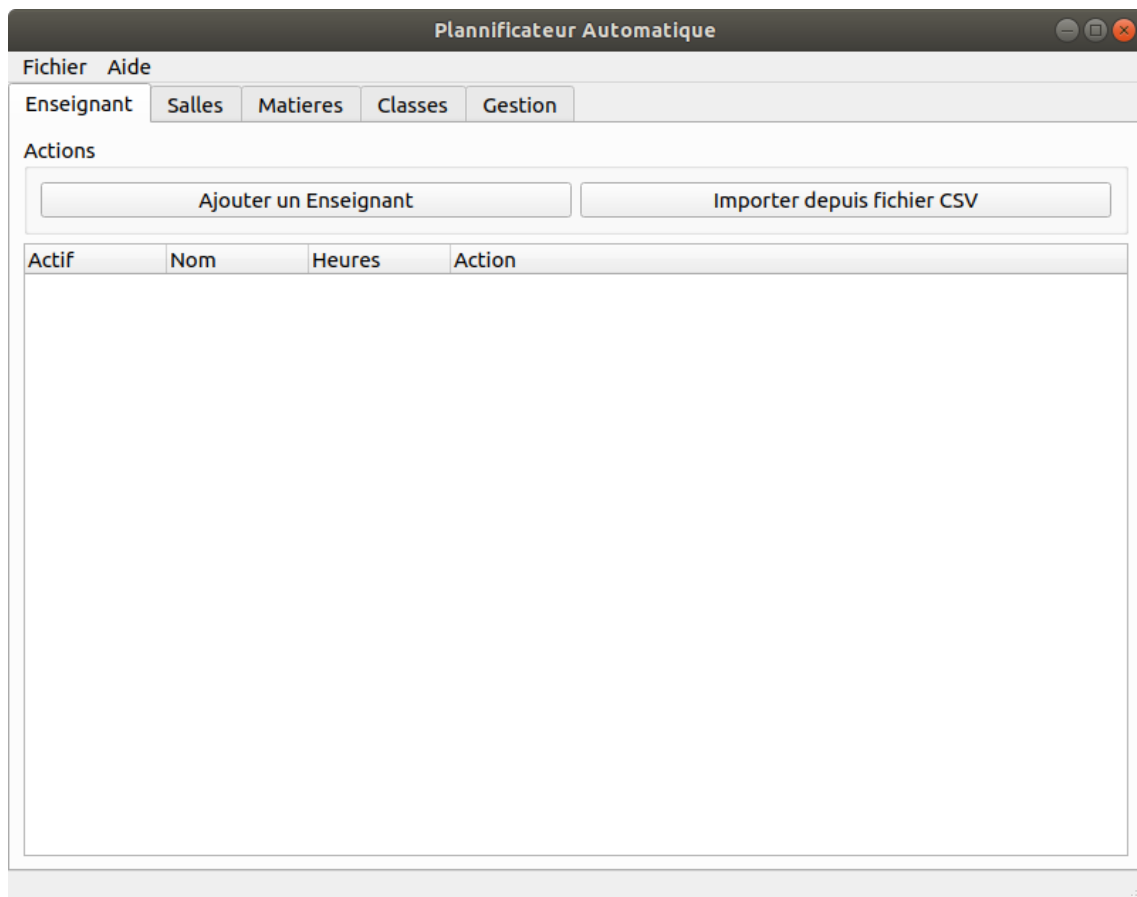 Plannificateur Automatique
Fichier Aide
Enseignant Salles Matieres Classes Gestion
Actions
Ajouter un Enseignant Importer depuis fichier CSV
Actif Nom Heures Action